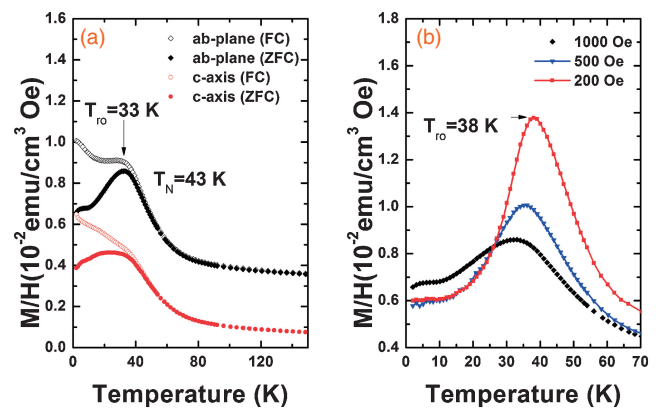 (a)
ab-plane (FC)
ab-plane (ZFC)
c-axis (FC)
c-axis (ZFC)
T_ro=33 K
T_N=43 K
M/H(10^-2 emu/cm^3 Oe)
1.6
1.4
1.2
1.0
0.8
0.6
0.4
0.2
0.0
0 40 80 120
Temperature (K)
(b)
1000 Oe
500 Oe
200 Oe
T_ro=38 K
M/H(10^-2 emu/cm^3 Oe)
1.8
1.6
1.4
1.2
1.0
0.8
0.6
0.4
0 10 20 30 40 50 60 70
Temperature (K)